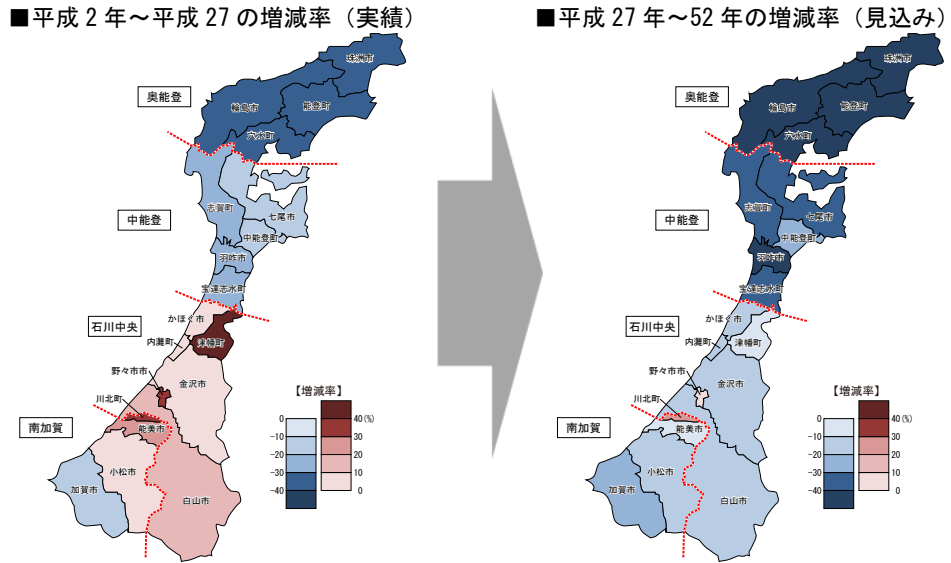 ■平成 2 年～平成 27 の増減率（実績）
珠洲市
奥能登
輪島市
能登町
穴水町
志賀町
中能登
七尾市
中能登町
羽咋市
宝達志水町
かほく市
石川中央
内灘町
津幡町
野々市市
金沢市
川北町
南加賀
能美市
小松市
加賀市
白山市
【増減率】
0
-10
-20
-30
-40
40(%)
30
20
10
0
■平成 27 年～52 年の増減率（見込み）
珠洲市
奥能登
輪島市
能登町
穴水町
志賀町
中能登
七尾市
中能登町
羽咋市
宝達志水町
かほく市
石川中央
内灘町
津幡町
野々市市
金沢市
川北町
南加賀
能美市
小松市
加賀市
白山市
【増減率】
0
-10
-20
-30
-40
40(%)
30
20
10
0